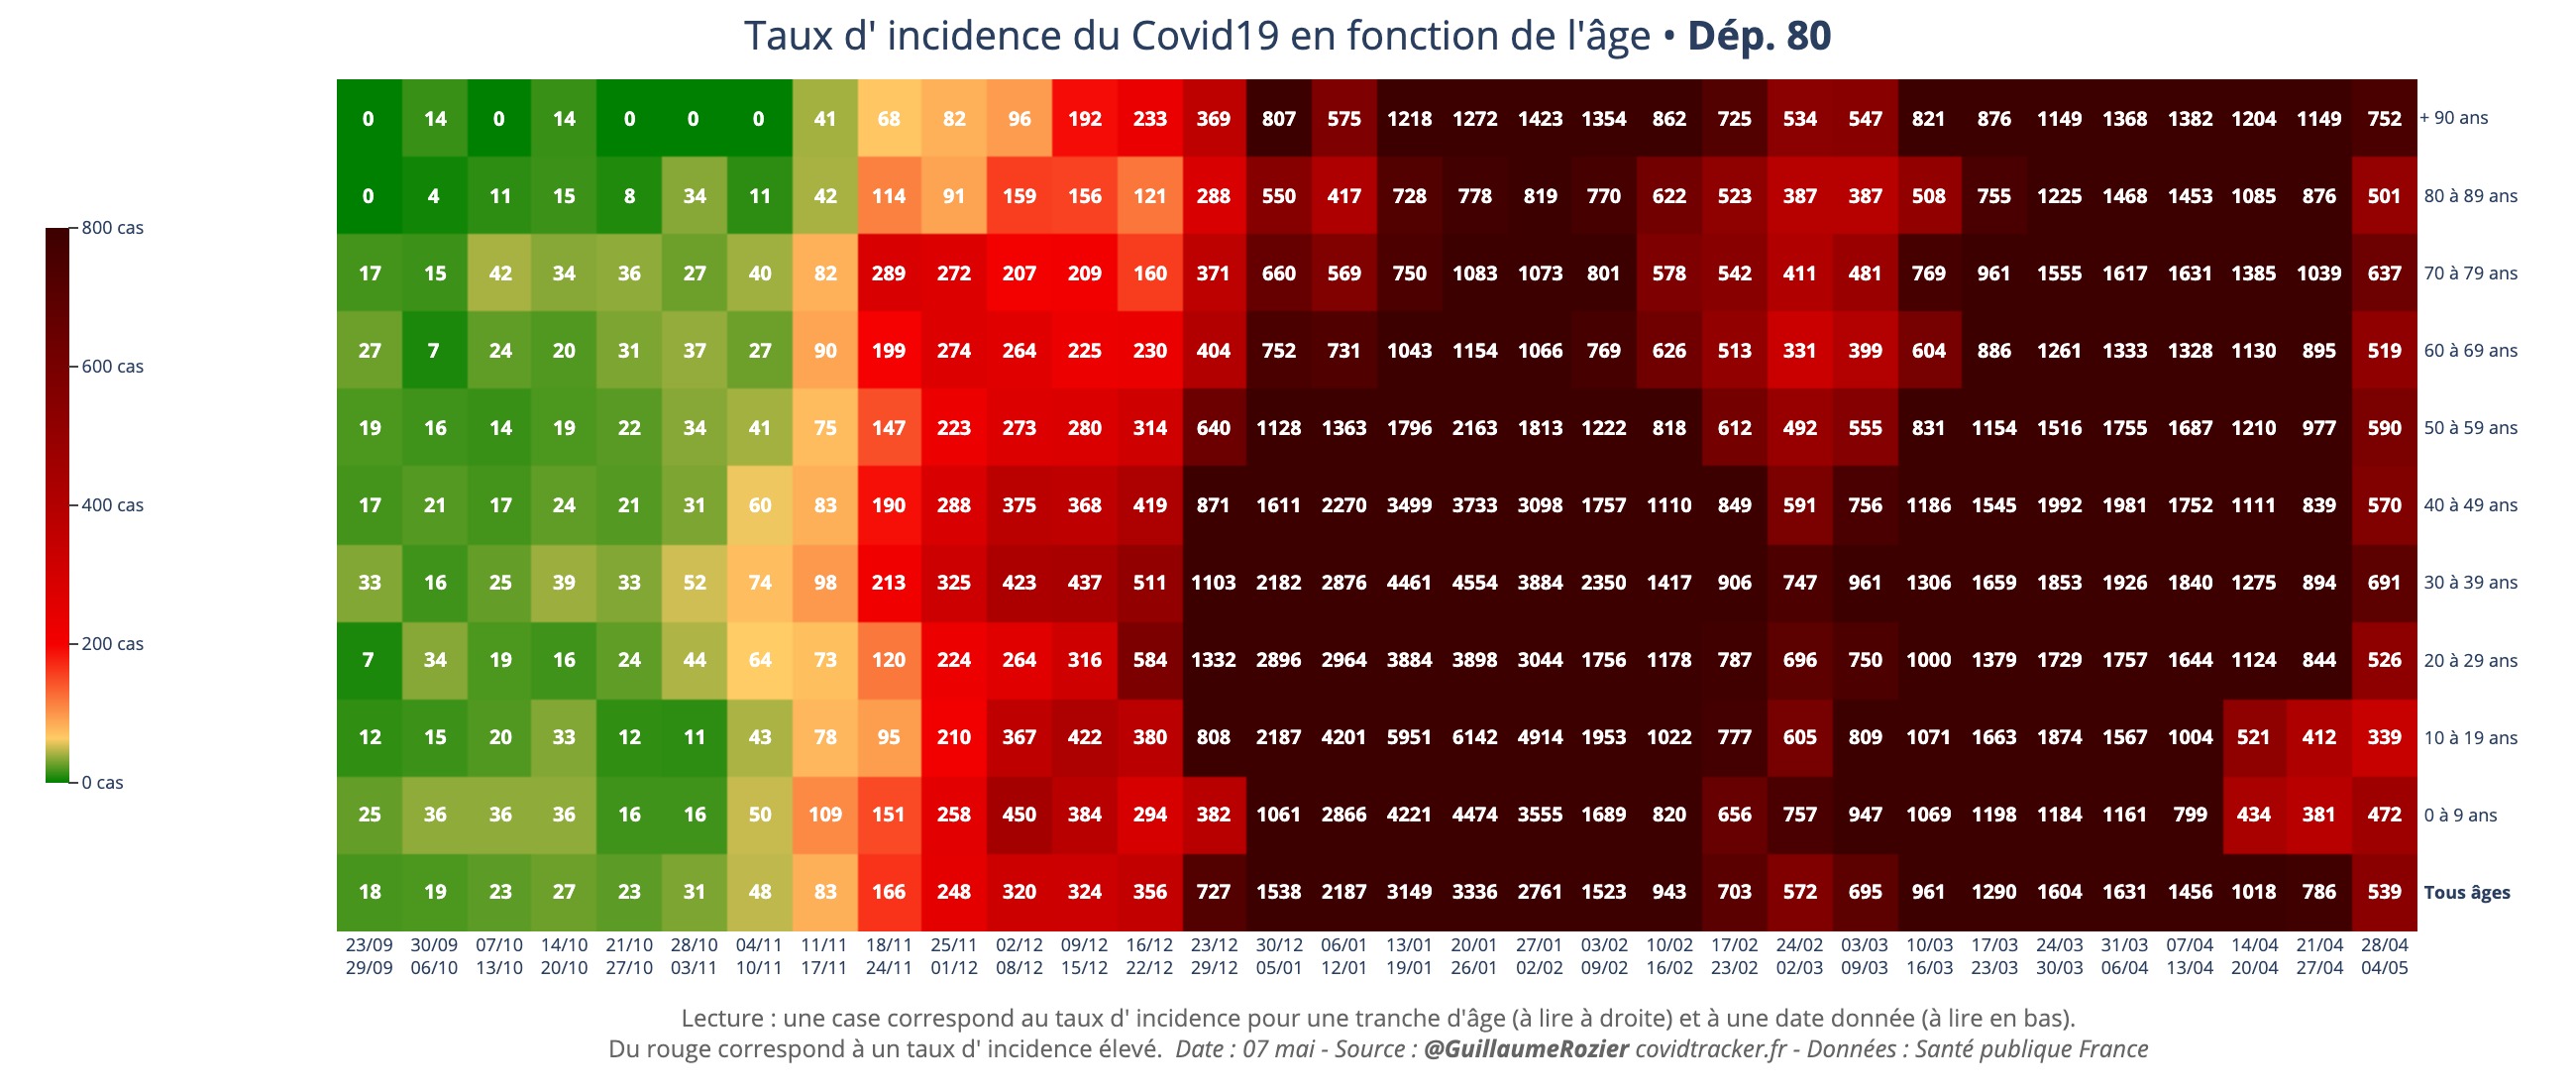 Taux d' incidence du Covid19 en fonction de l'âge • Dép. 80
800 cas
600 cas
400 cas
200 cas
0 cas
0 14 0 14 0 0 0 41 68 82 96 192 233 369 807 575 1218 1272 1423 1354 862 725 534 547 821 876 1149 1368 1382 1204 1149 752 + 90 ans
0 4 11 15 8 34 11 42 114 91 159 156 121 288 550 417 728 778 819 770 622 523 387 387 508 755 1225 1468 1453 1085 876 501 80 à 89 ans
17 15 42 34 36 27 40 82 289 272 207 209 160 371 660 569 750 1083 1073 801 578 542 411 481 769 961 1555 1617 1631 1385 1039 637 70 à 79 ans
27 7 24 20 31 37 27 90 199 274 264 225 230 404 752 731 1043 1154 1066 769 626 513 331 399 604 886 1261 1333 1328 1130 895 519 60 à 69 ans
19 16 14 19 22 34 41 75 147 223 273 280 314 640 1128 1363 1796 2163 1813 1222 818 612 492 555 831 1154 1516 1755 1687 1210 977 590 50 à 59 ans
17 21 17 24 21 31 60 83 190 288 375 368 419 871 1611 2270 3499 3733 3098 1757 1110 849 591 756 1186 1545 1992 1981 1752 1111 839 570 40 à 49 ans
33 16 25 39 33 52 74 98 213 325 423 437 511 1103 2182 2876 4461 4554 3884 2350 1417 906 747 961 1306 1659 1853 1926 1840 1275 894 691 30 à 39 ans
7 34 19 16 24 44 64 73 120 224 264 316 584 1332 2896 2964 3884 3898 3044 1756 1178 787 696 750 1000 1379 1729 1757 1644 1124 844 526 20 à 29 ans
12 15 20 33 12 11 43 78 95 210 367 422 380 808 2187 4201 5951 6142 4914 1953 1022 777 605 809 1071 1663 1874 1567 1004 521 412 339 10 à 19 ans
25 36 36 36 16 16 50 109 151 258 450 384 294 382 1061 2866 4221 4474 3555 1689 820 656 757 947 1069 1198 1184 1161 799 434 381 472 0 à 9 ans
18 19 23 27 23 31 48 83 166 248 320 324 356 727 1538 2187 3149 3336 2761 1523 943 703 572 695 961 1290 1604 1631 1456 1018 786 539 Tous âges
23/09 30/09 07/10 14/10 21/10 28/10 04/11 11/11 18/11 25/11 02/12 09/12 16/12 23/12 30/12 06/01 13/01 20/01 27/01 03/02 10/02 17/02 24/02 03/03 10/03 17/03 24/03 31/03 07/04 14/04 21/04 28/04
29/09 06/10 13/10 20/10 27/10 03/11 10/11 17/11 24/11 01/12 08/12 15/12 22/12 29/12 05/01 12/01 19/01 26/01 02/02 09/02 16/02 23/02 02/03 09/03 16/03 23/03 30/03 06/04 13/04 20/04 27/04 04/05
Lecture : une case correspond au taux d' incidence pour une tranche d'âge (à lire à droite) et à une date donnée (à lire en bas).
Du rouge correspond à un taux d' incidence élevé. Date : 07 mai - Source : @GuillaumeRozier covidtracker.fr - Données : Santé publique France